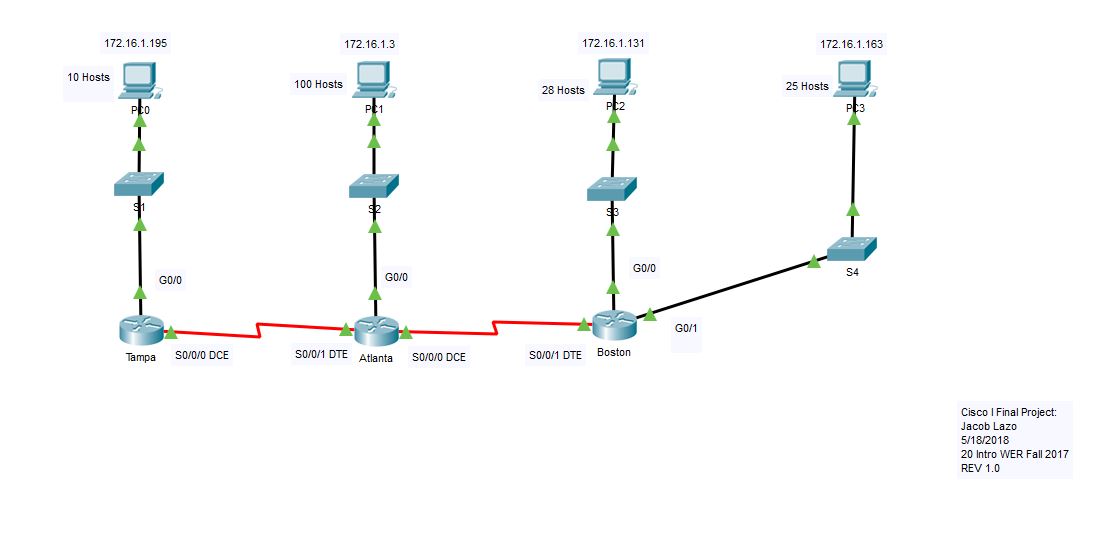 172.16.1.195
172.16.1.3
172.16.1.131
172.16.1.163
10 Hosts
100 Hosts
28 Hosts
25 Hosts
PC0
PC1
PC2
PC3
S1
S2
S3
S4
G0/0
G0/0
G0/0
G0/1
Tampa
S0/0/0 DCE
S0/0/1 DTE
Atlanta
S0/0/0 DCE
S0/0/1 DTE
Boston
Cisco I Final Project:
Jacob Lazo
5/18/2018
20 Intro WER Fall 2017
REV 1.0